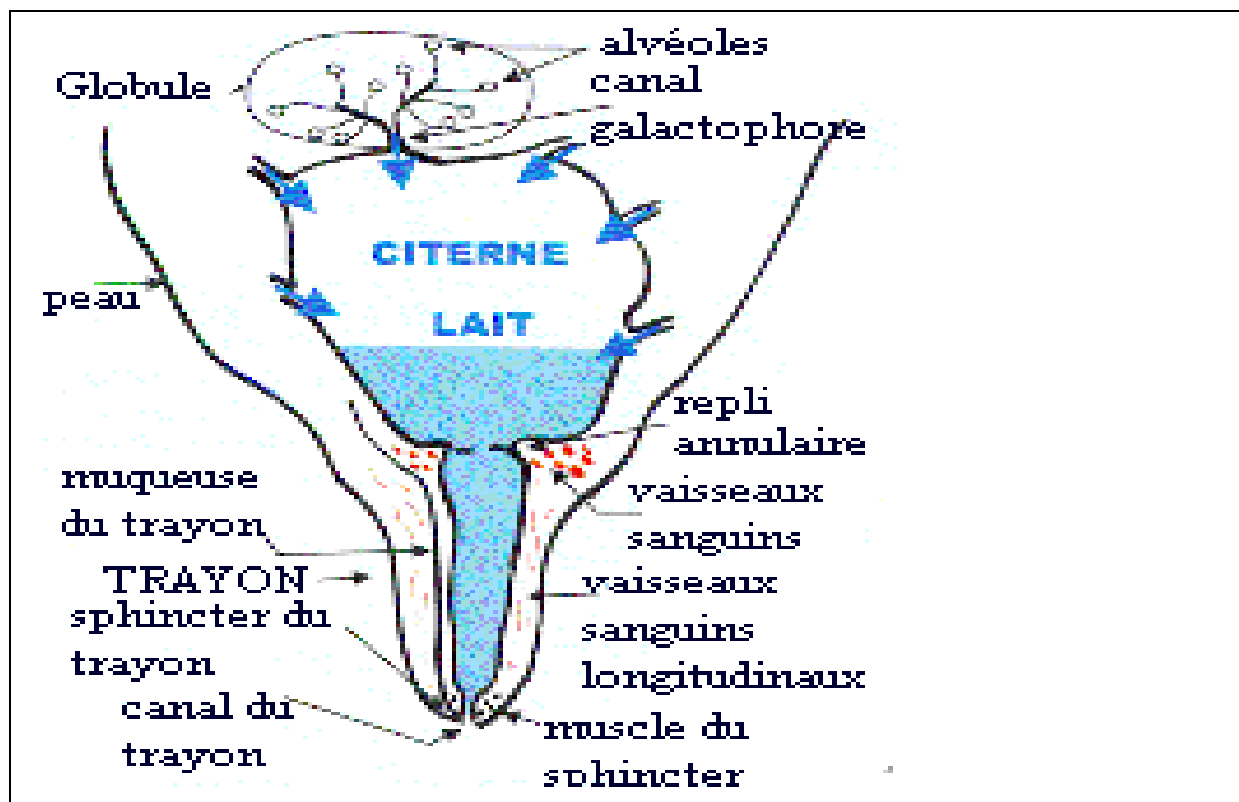 alvéoles
Globule
canal
galactophore
CITERNE
peau
LAIT
repli
annulaire
muqueuse
du trayon
vaisseaux
sanguins
TRAYON
vaisseaux
sanguins
longitudinaux
sphincter du
trayon
canal du
trayon
muscle du
sphincter